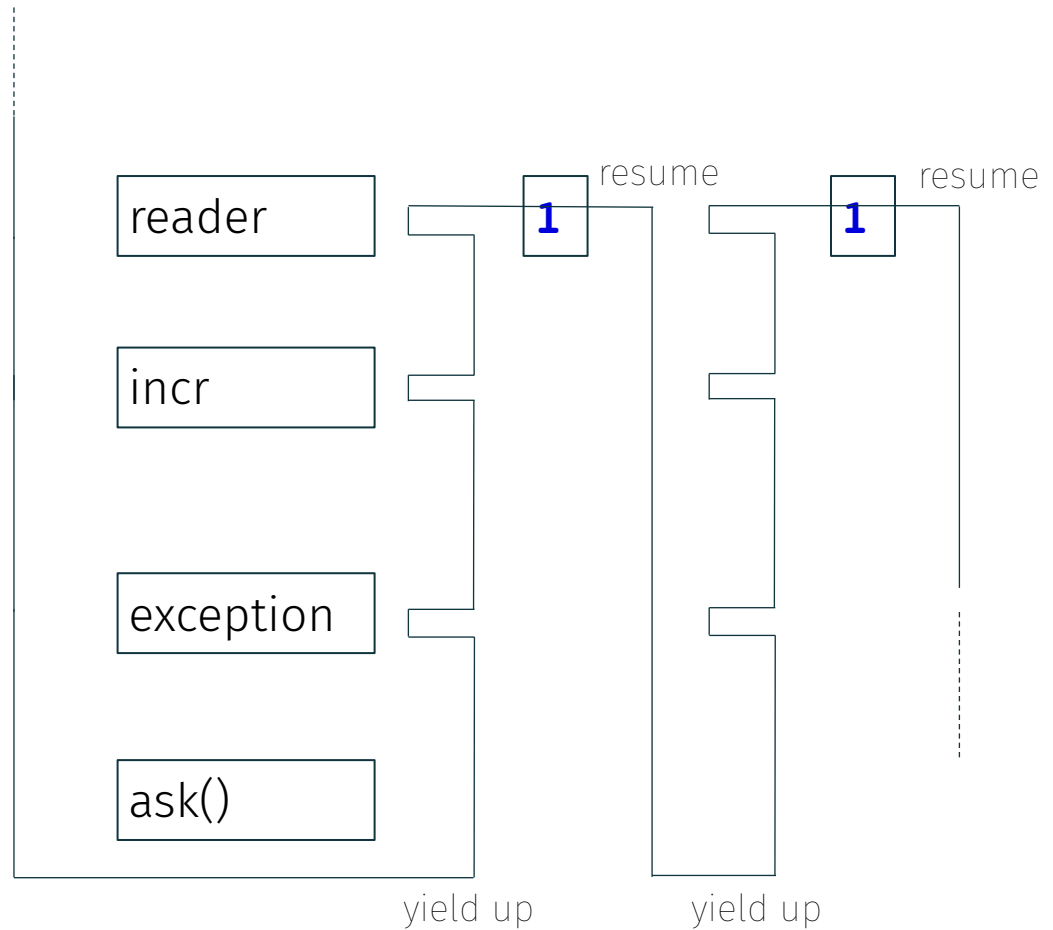 resume
resume
reader
1
1
incr
exception
ask()
yield up
yield up